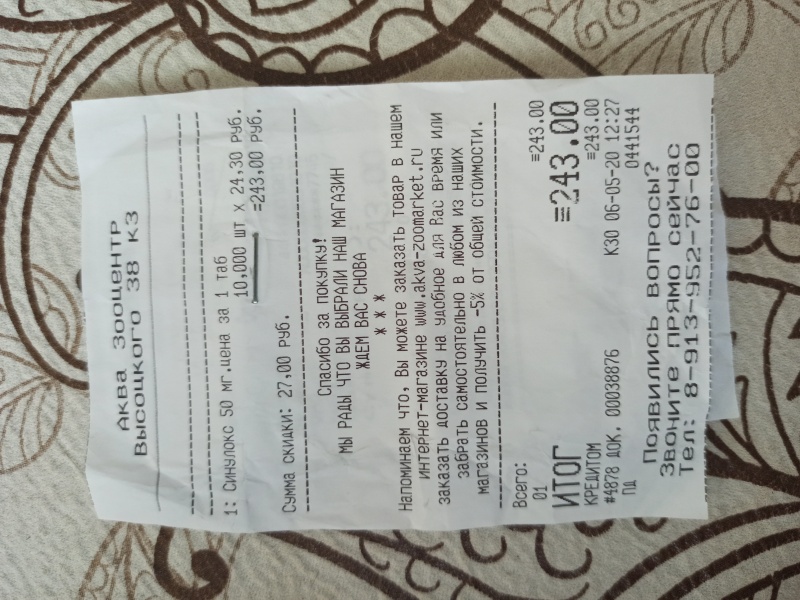 Аква Зооцентр
Высоцкого 38 К3
1: Синулокс 50 мг.цена за 1 таб
10,000 шт X 24,30 РУБ.
=243,00 РУБ.
Сумма скидки: 27,00 РУБ.
Спасибо за покупку!
МЫ РАДЫ ЧТО ВЫ ВЫБРАЛИ НАШ МАГАЗИН
ЖДЕМ ВАС СНОВА
* * *
Напоминаем что, Вы можете заказать товар в нашем
интернет-магазине www.akva-zoomarket.ru
заказать доставку на удобное для Вас время или
забрать самостоятельно в любом из наших
магазинов и получить -5% от общей стоимости.
Всего:
01 =243.00
ИТОГ =243.00
КРЕДИТОМ =243.00
#4878 ДОК. 00038876 К30 06-05-20 12:27
ПД 0441544
Появились вопросы?
Звоните прямо сейчас
Тел: 8-913-952-76-00